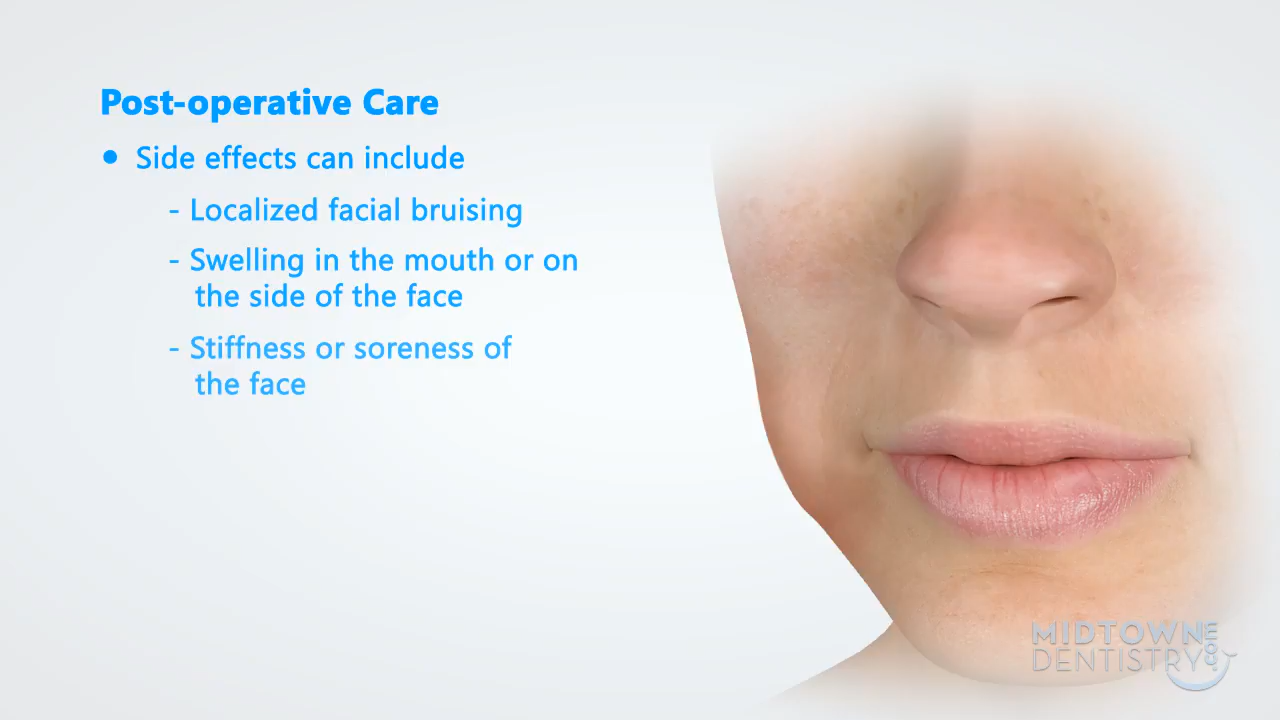 Post-operative Care
• Side effects can include
- Localized facial bruising
- Swelling in the mouth or on
the side of the face
- Stiffness or soreness of
the face
MIDTOWNE
DENTISTRY.COM